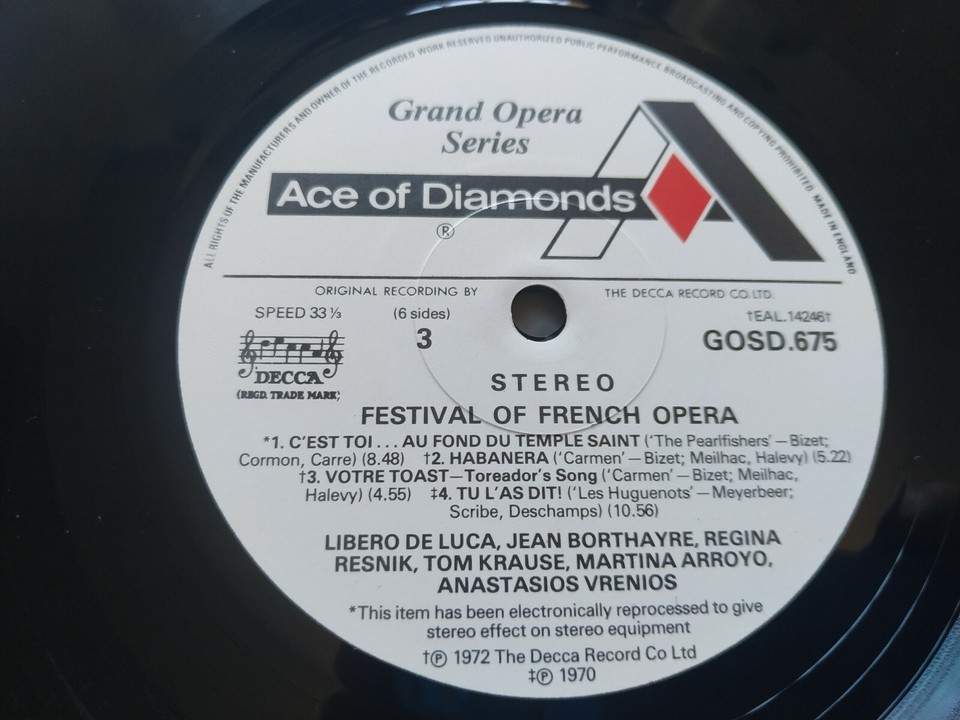 ALL RIGHTS OF THE MANUFACTURERS AND OWNER OF THE RECORDED WORK RESERVED UNAUTHORIZED PUBLIC PERFORMANCE BROADCASTING AND COPYING PROHIBITED. MADE IN ENGLAND
Grand Opera
Series
Ace of Diamonds
®
ORIGINAL RECORDING BY THE DECCA RECORD CO. LTD.
SPEED 33 ⅓ (6 sides) †EAL.14246†
3 GOSD.675
DECCA
(REGD. TRADE MARK)
STEREO
FESTIVAL OF FRENCH OPERA
*1. C'EST TOI . . . AU FOND DU TEMPLE SAINT ('The Pearlfishers' — Bizet;
Cormon, Carre) (8.48) †2. HABANERA ('Carmen' — Bizet; Meilhac, Halevy) (5.22)
†3. VOTRE TOAST—Toreador's Song ('Carmen' — Bizet; Meilhac,
Halevy) (4.55) ‡4. TU L'AS DIT! ('Les Huguenots' — Meyerbeer;
Scribe, Deschamps) (10.56)
LIBERO DE LUCA, JEAN BORTHAYRE, REGINA
RESNIK, TOM KRAUSE, MARTINA ARROYO,
ANASTASIOS VRENIOS
*This item has been electronically reprocessed to give
stereo effect on stereo equipment
†Ⓟ 1972 The Decca Record Co Ltd
‡Ⓟ 1970